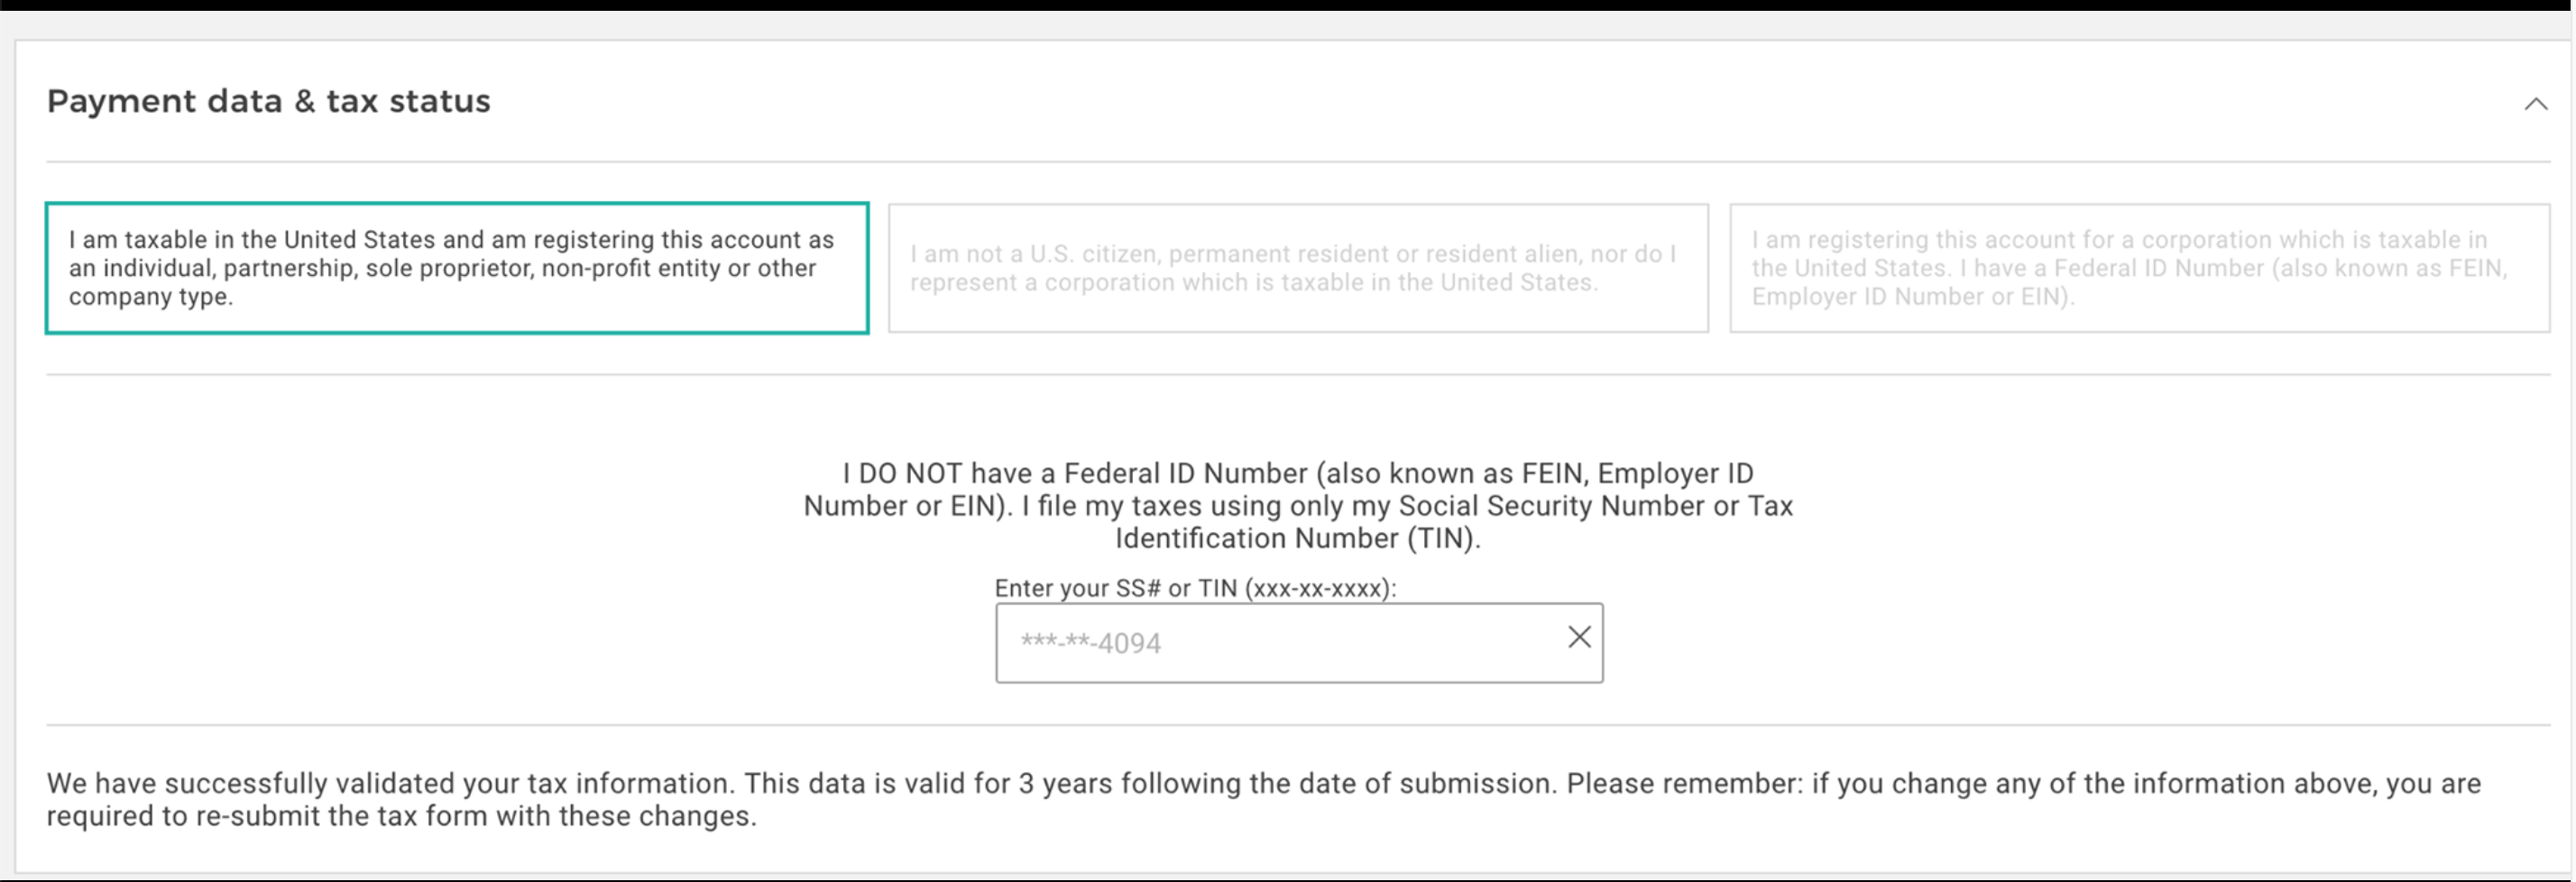 Payment data & tax status
I am taxable in the United States and am registering this account as
an individual, partnership, sole proprietor, non-profit entity or other
company type.
I am not a U.S. citizen, permanent resident or resident alien, nor do I
represent a corporation which is taxable in the United States.
I am registering this account for a corporation which is taxable in
the United States. I have a Federal ID Number (also known as FEIN,
Employer ID Number or EIN).
I DO NOT have a Federal ID Number (also known as FEIN, Employer ID
Number or EIN). I file my taxes using only my Social Security Number or Tax
Identification Number (TIN).
Enter your SS# or TIN (xxx-xx-xxxx):
***-**-4094
We have successfully validated your tax information. This data is valid for 3 years following the date of submission. Please remember: if you change any of the information above, you are
required to re-submit the tax form with these changes.